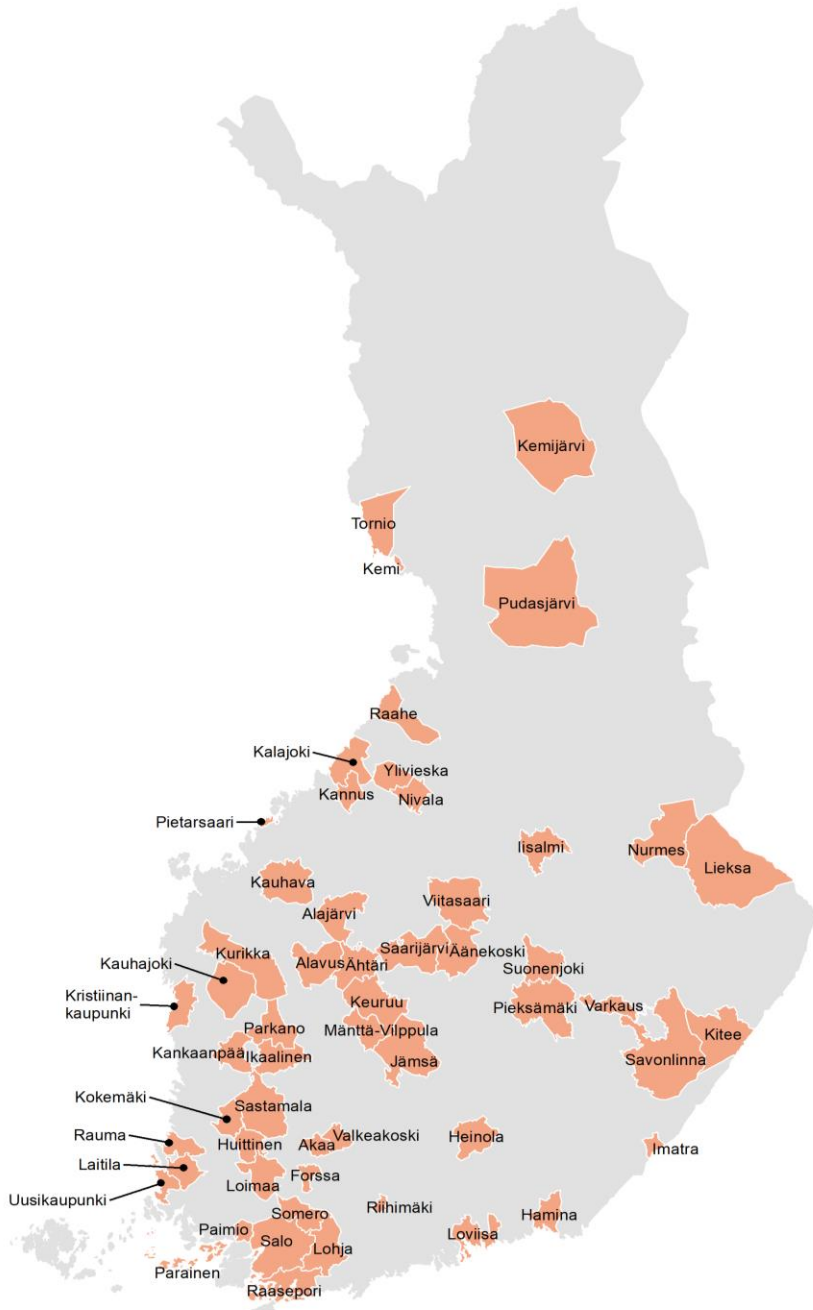 Kemijärvi
Tornio
Kemi
Pudasjärvi
Raahe
Kalajoki
Ylivieska
Kannus
Nivala
Pietarsaari
Iisalmi
Nurmes
Lieksa
Kauhava
Viitasaari
Alajärvi
Kurikka
Saarijärvi
Äänekoski
Kauhajoki
Alavus
Ähtäri
Suonenjoki
Kristiinan-
kaupunki
Keuruu
Pieksämäki
Varkaus
Parkano
Mänttä-Vilppula
Kitee
Kankaanpää
Ikaalinen
Jämsä
Savonlinna
Kokemäki
Sastamala
Rauma
Huittinen
Akaa
Valkeakoski
Heinola
Imatra
Laitila
Loimaa
Forssa
Uusikaupunki
Somero
Riihimäki
Hamina
Paimio
Salo
Lohja
Loviisa
Parainen
Raasepori